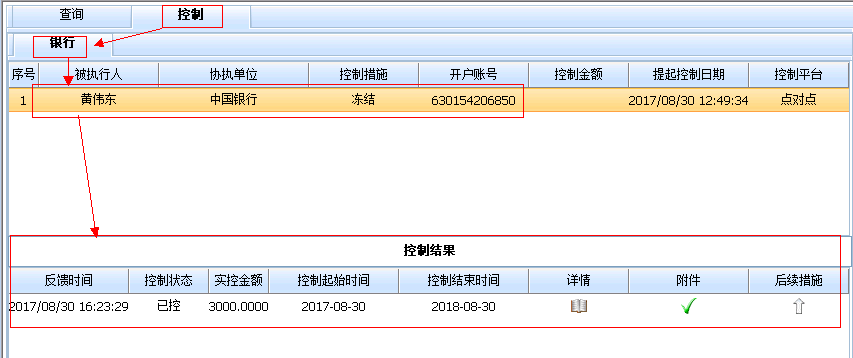 查询 控制
银行
序号 被执行人 协执单位 控制措施 开户账号 控制金额 提起控制日期 控制平台
1 黄伟东 中国银行 冻结 630154206850 2017/08/30 12:49:34 点对点
控制结果
反馈时间 控制状态 实控金额 控制起始时间 控制结束时间 详情 附件 后续措施
2017/08/30 16:23:29 已控 3000.0000 2017-08-30 2018-08-30